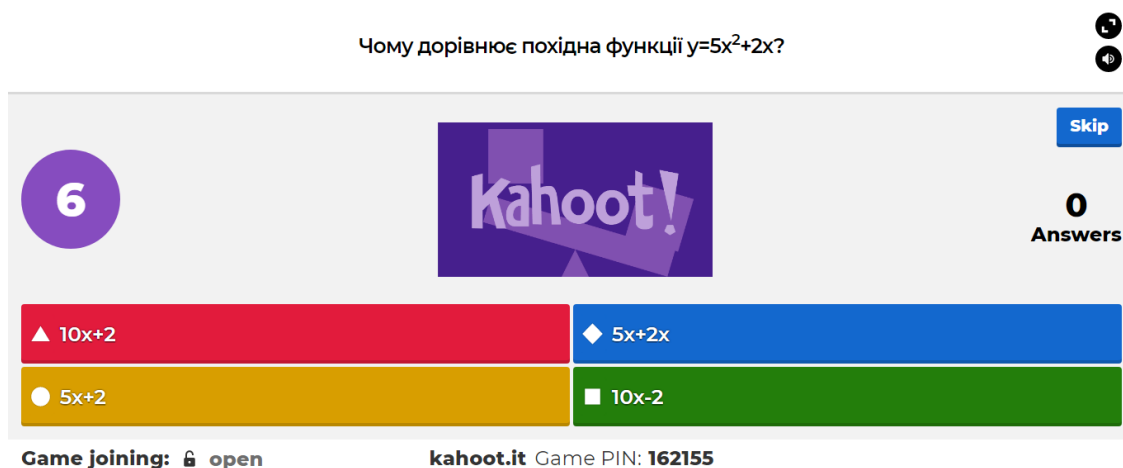 Чому дорівнює похідна функції y=5x²+2x?
Skip
6
Kahoot!
0
Answers
10x+2
5x+2x
5x+2
10x-2
Game joining: open
kahoot.it Game PIN: 162155